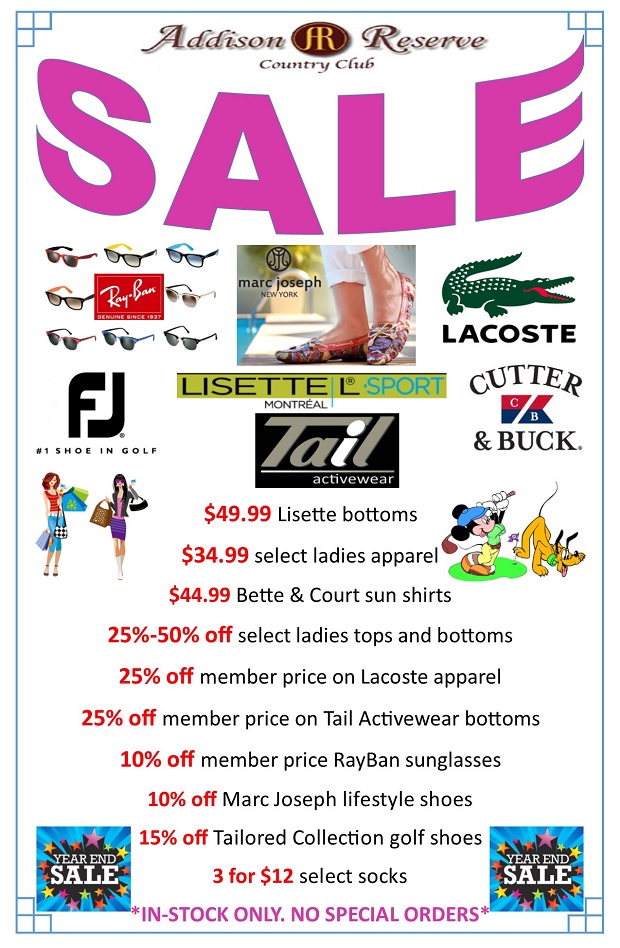 Addison AR Reserve
Country Club
SALE
Ray-Ban
GENUINE SINCE 1937
marc joseph
NEW YORK
LACOSTE
FJ
#1 SHOE IN GOLF
LISETTE L® SPORT
MONTRÉAL
CUTTER
C B
& BUCK®
Tail
activewear
$49.99 Lisette bottoms
$34.99 select ladies apparel
$44.99 Bette & Court sun shirts
25%-50% off select ladies tops and bottoms
25% off member price on Lacoste apparel
25% off member price on Tail Activewear bottoms
10% off member price RayBan sunglasses
10% off Marc Joseph lifestyle shoes
15% off Tailored Collection golf shoes
3 for $12 select socks
YEAR END
SALE
YEAR END
SALE
*IN-STOCK ONLY. NO SPECIAL ORDERS*